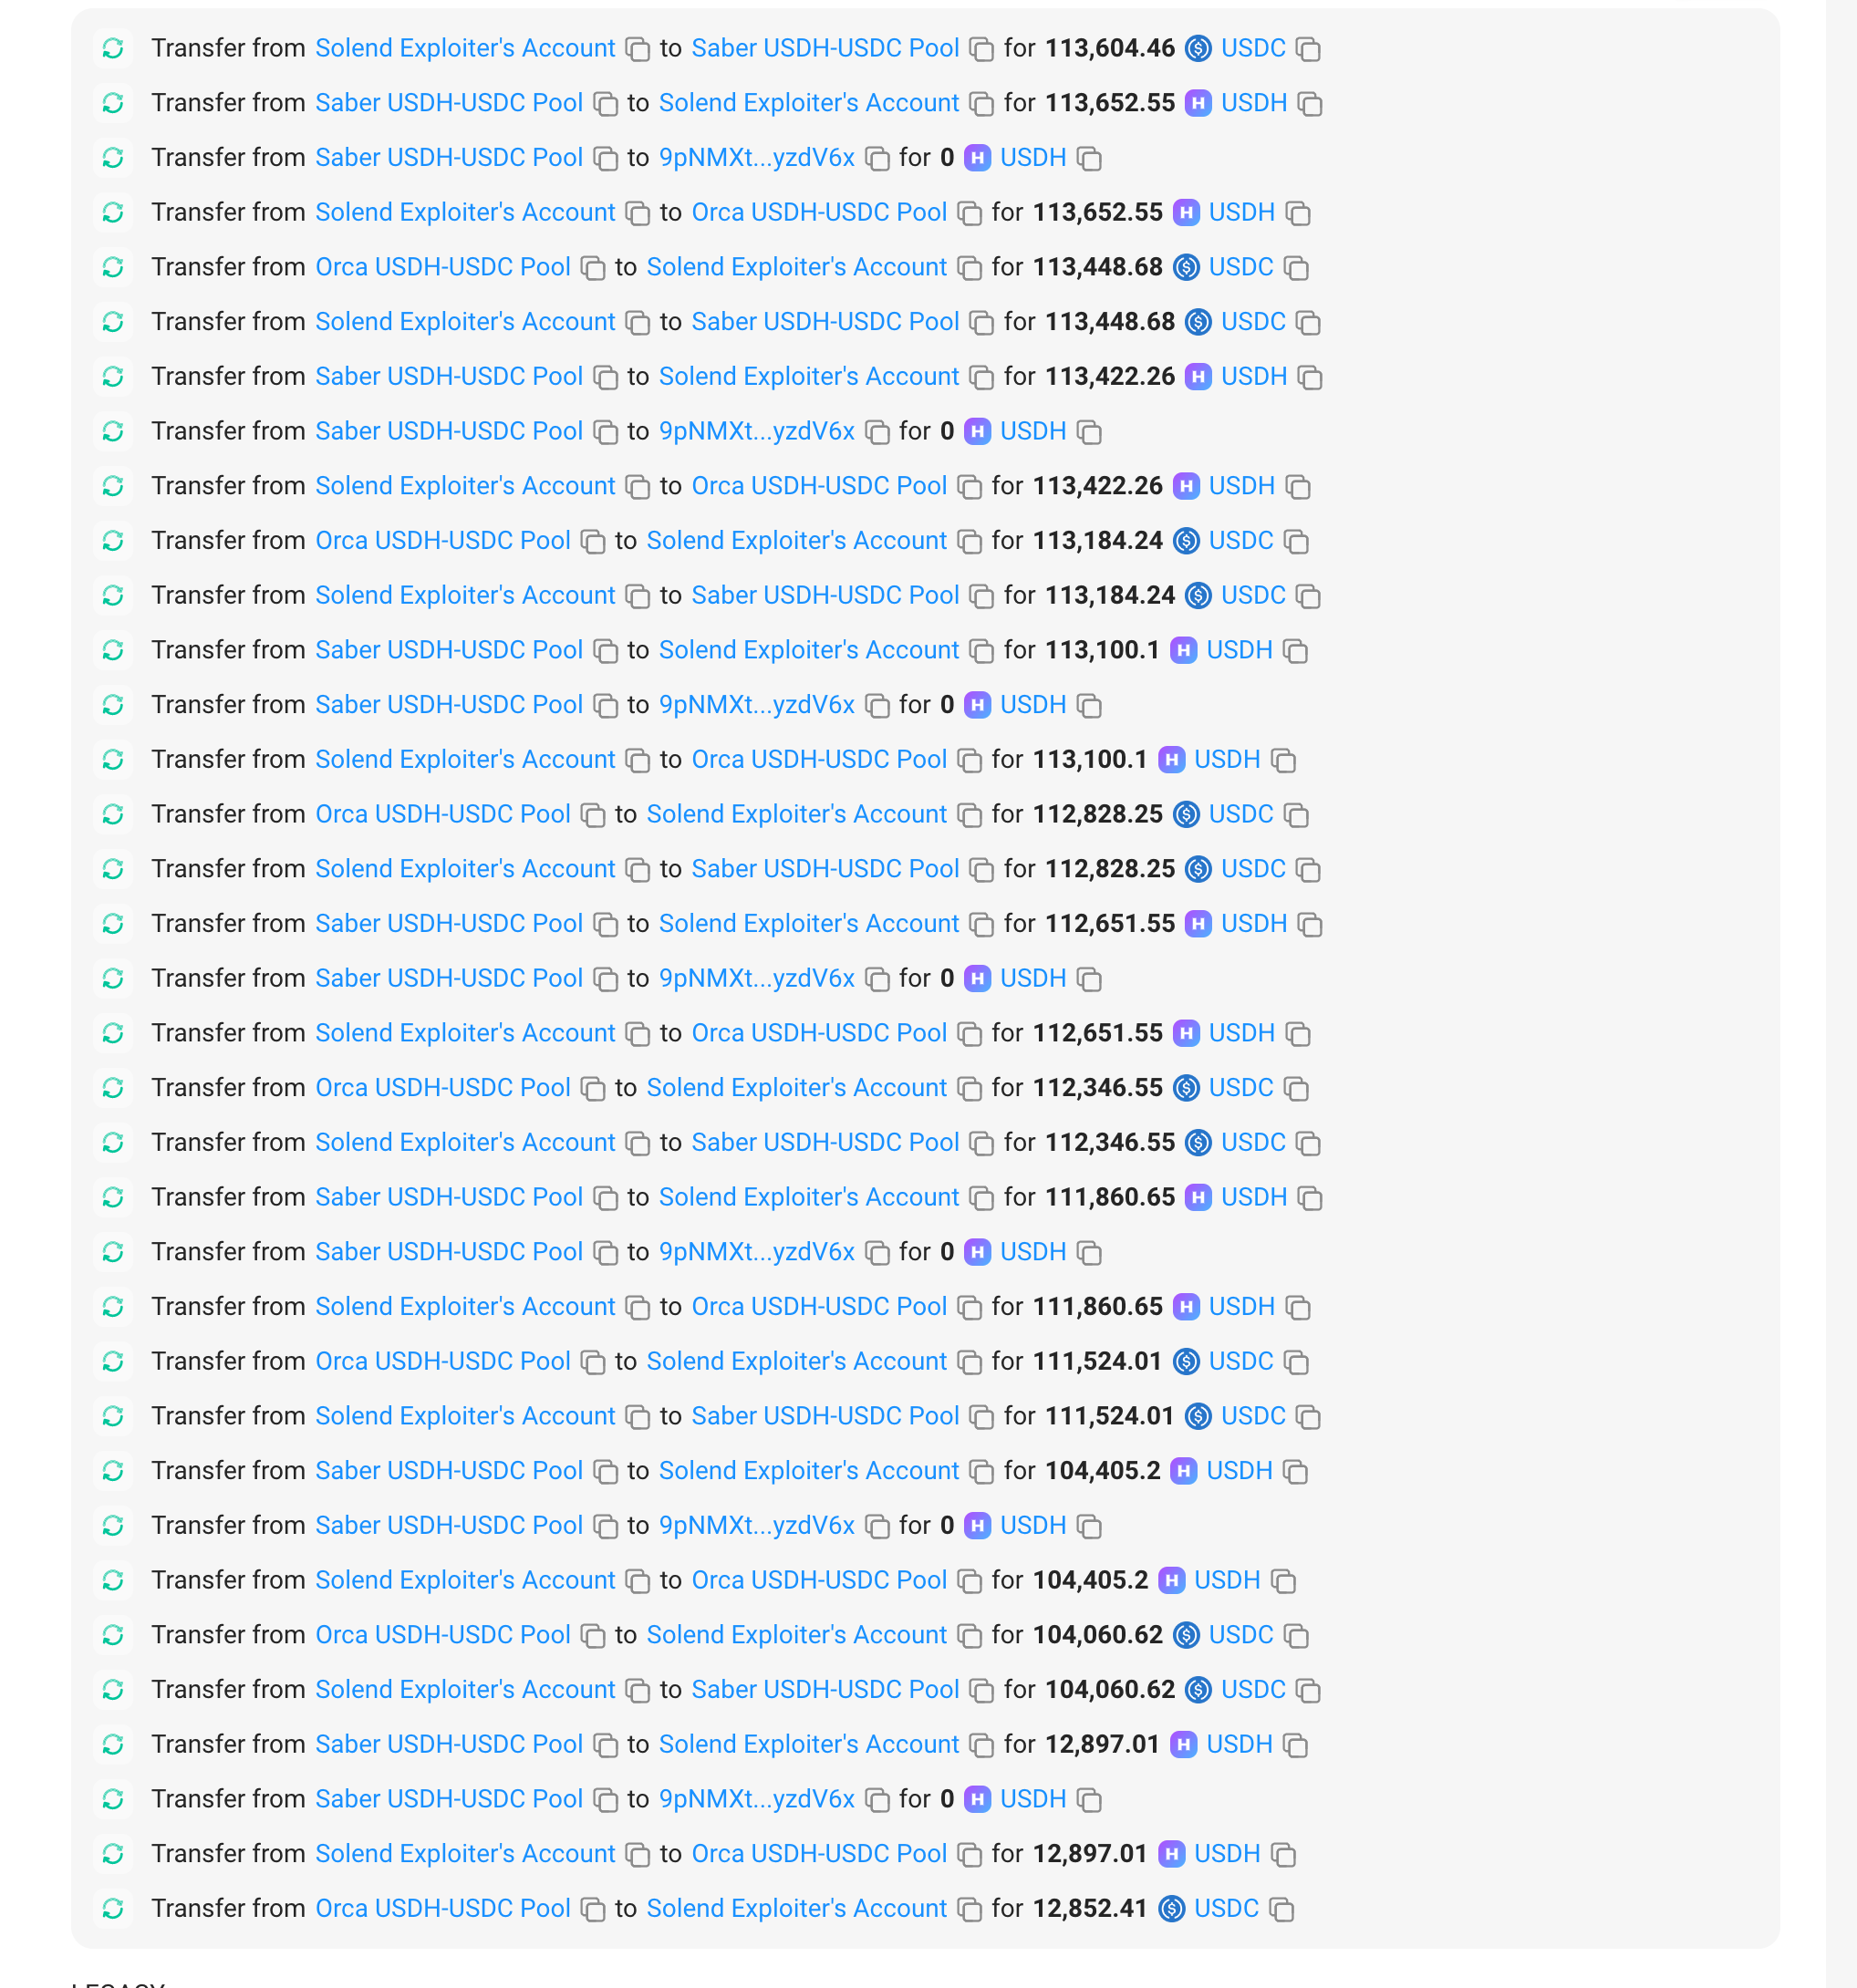 Transfer from Solend Exploiter's Account to Saber USDH-USDC Pool for 113,604.46 USDC
Transfer from Saber USDH-USDC Pool to Solend Exploiter's Account for 113,652.55 USDH
Transfer from Saber USDH-USDC Pool to 9pNMXt...yzdV6x for 0 USDH
Transfer from Solend Exploiter's Account to Orca USDH-USDC Pool for 113,652.55 USDH
Transfer from Orca USDH-USDC Pool to Solend Exploiter's Account for 113,448.68 USDC
Transfer from Solend Exploiter's Account to Saber USDH-USDC Pool for 113,448.68 USDC
Transfer from Saber USDH-USDC Pool to Solend Exploiter's Account for 113,422.26 USDH
Transfer from Saber USDH-USDC Pool to 9pNMXt...yzdV6x for 0 USDH
Transfer from Solend Exploiter's Account to Orca USDH-USDC Pool for 113,422.26 USDH
Transfer from Orca USDH-USDC Pool to Solend Exploiter's Account for 113,184.24 USDC
Transfer from Solend Exploiter's Account to Saber USDH-USDC Pool for 113,184.24 USDC
Transfer from Saber USDH-USDC Pool to Solend Exploiter's Account for 113,100.1 USDH
Transfer from Saber USDH-USDC Pool to 9pNMXt...yzdV6x for 0 USDH
Transfer from Solend Exploiter's Account to Orca USDH-USDC Pool for 113,100.1 USDH
Transfer from Orca USDH-USDC Pool to Solend Exploiter's Account for 112,828.25 USDC
Transfer from Solend Exploiter's Account to Saber USDH-USDC Pool for 112,828.25 USDC
Transfer from Saber USDH-USDC Pool to Solend Exploiter's Account for 112,651.55 USDH
Transfer from Saber USDH-USDC Pool to 9pNMXt...yzdV6x for 0 USDH
Transfer from Solend Exploiter's Account to Orca USDH-USDC Pool for 112,651.55 USDH
Transfer from Orca USDH-USDC Pool to Solend Exploiter's Account for 112,346.55 USDC
Transfer from Solend Exploiter's Account to Saber USDH-USDC Pool for 112,346.55 USDC
Transfer from Saber USDH-USDC Pool to Solend Exploiter's Account for 111,860.65 USDH
Transfer from Saber USDH-USDC Pool to 9pNMXt...yzdV6x for 0 USDH
Transfer from Solend Exploiter's Account to Orca USDH-USDC Pool for 111,860.65 USDH
Transfer from Orca USDH-USDC Pool to Solend Exploiter's Account for 111,524.01 USDC
Transfer from Solend Exploiter's Account to Saber USDH-USDC Pool for 111,524.01 USDC
Transfer from Saber USDH-USDC Pool to Solend Exploiter's Account for 104,405.2 USDH
Transfer from Saber USDH-USDC Pool to 9pNMXt...yzdV6x for 0 USDH
Transfer from Solend Exploiter's Account to Orca USDH-USDC Pool for 104,405.2 USDH
Transfer from Orca USDH-USDC Pool to Solend Exploiter's Account for 104,060.62 USDC
Transfer from Solend Exploiter's Account to Saber USDH-USDC Pool for 104,060.62 USDC
Transfer from Saber USDH-USDC Pool to Solend Exploiter's Account for 12,897.01 USDH
Transfer from Saber USDH-USDC Pool to 9pNMXt...yzdV6x for 0 USDH
Transfer from Solend Exploiter's Account to Orca USDH-USDC Pool for 12,897.01 USDH
Transfer from Orca USDH-USDC Pool to Solend Exploiter's Account for 12,852.41 USDC